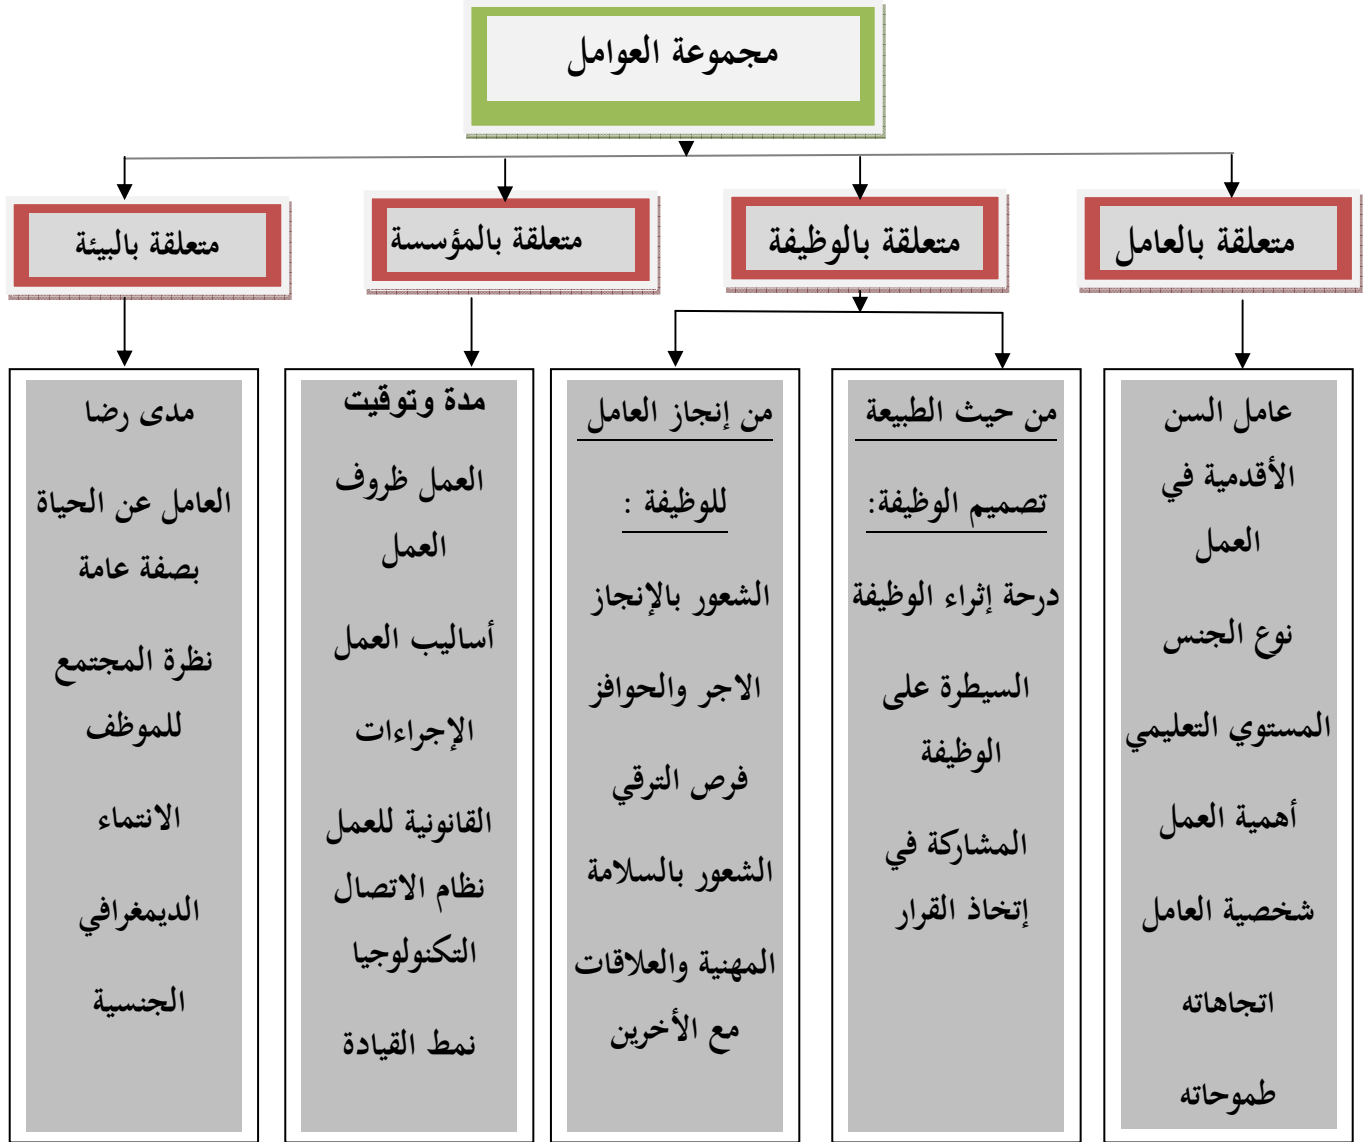 مجموعة العوامل
متعلقة بالعامل
متعلقة بالوظيفة
متعلقة بالمؤسسة
متعلقة بالبيئة
عامل السن
الأقدمية في
العمل
نوع الجنس
المستوي التعليمي
أهمية العمل
شخصية العامل
اتجاهاته
طموحاته
من حيث الطبيعة
تصميم الوظيفة:
درحة إثراء الوظيفة
السيطرة على
الوظيفة
المشاركة في
إتخاذ القرار
من إنجاز العامل
للوظيفة :
الشعور بالإنجاز
الاجر والحوافز
فرص الترقي
الشعور بالسلامة
المهنية والعلاقات
مع الأخرين
مدة وتوقيت
العمل ظروف
العمل
أساليب العمل
الإجراءات
القانونية للعمل
نظام الاتصال
التكنولوجيا
نمط القيادة
مدى رضا
العامل عن الحياة
بصفة عامة
نظرة المجتمع
للموظف
الانتماء
الديمغرافي
الجنسية